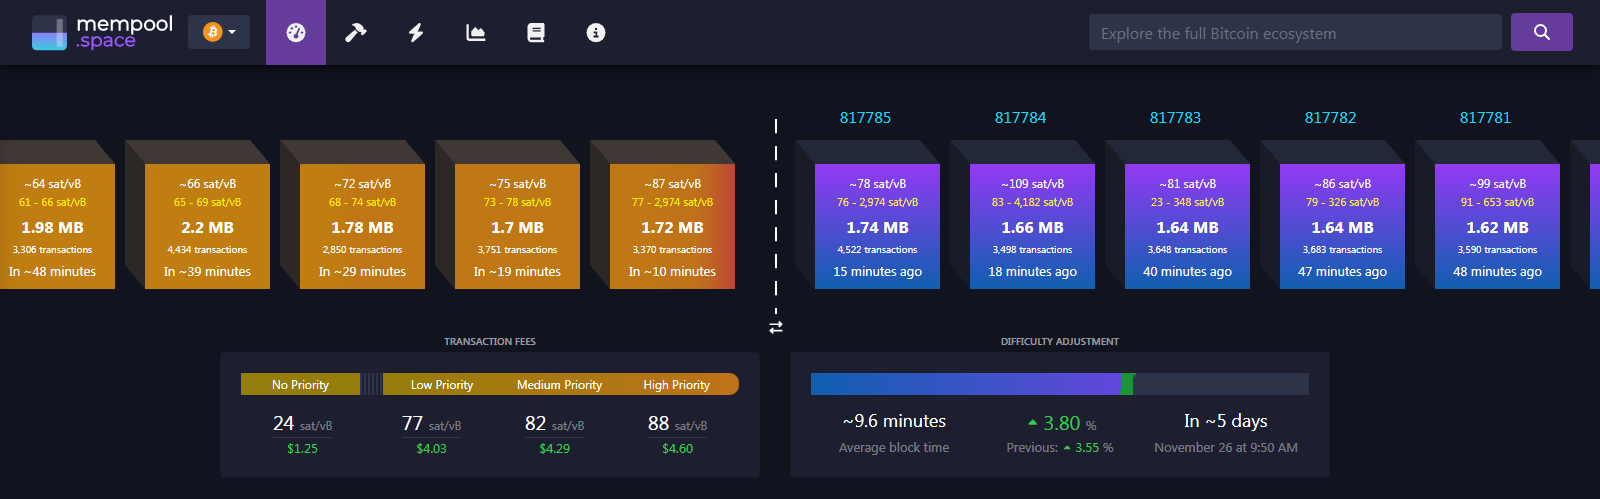 mempool
.space
Explore the full Bitcoin ecosystem
~64 sat/vB
61 - 66 sat/vB
1.98 MB
3,306 transactions
In ~48 minutes
~66 sat/vB
65 - 69 sat/vB
2.2 MB
4,434 transactions
In ~39 minutes
~72 sat/vB
68 - 74 sat/vB
1.78 MB
2,850 transactions
In ~29 minutes
~75 sat/vB
73 - 78 sat/vB
1.7 MB
3,751 transactions
In ~19 minutes
~87 sat/vB
77 - 2,974 sat/vB
1.72 MB
3,370 transactions
In ~10 minutes
817785
~78 sat/vB
76 - 2,974 sat/vB
1.74 MB
4,522 transactions
15 minutes ago
817784
~109 sat/vB
83 - 4,182 sat/vB
1.66 MB
3,498 transactions
18 minutes ago
817783
~81 sat/vB
23 - 348 sat/vB
1.64 MB
3,648 transactions
40 minutes ago
817782
~86 sat/vB
79 - 326 sat/vB
1.64 MB
3,683 transactions
47 minutes ago
817781
~99 sat/vB
91 - 653 sat/vB
1.62 MB
3,590 transactions
48 minutes ago
TRANSACTION FEES
No Priority
Low Priority
Medium Priority
High Priority
24 sat/vB
77 sat/vB
82 sat/vB
88 sat/vB
$1.25
$4.03
$4.29
$4.60
DIFFICULTY ADJUSTMENT
~9.6 minutes
Average block time
3.80 %
Previous: 3.55 %
In ~5 days
November 26 at 9:50 AM